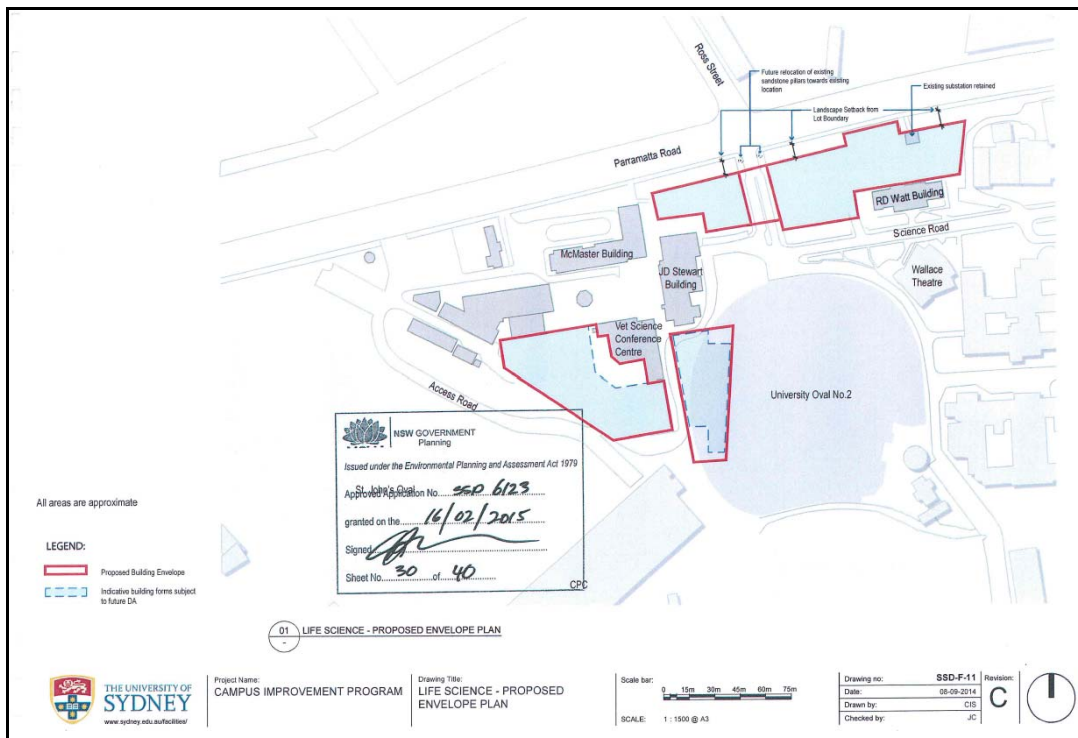 Ross Street
Future relocation of existing
sandstone pillars towards existing
location
Existing substation retained
Landscape Setback from
Lot Boundary
Parramatta Road
RD Watt Building
Science Road
McMaster Building
JD Stewart
Building
Wallace
Theatre
Vet Science
Conference
Centre
Access Road
University Oval No.2
NSW GOVERNMENT
Planning
Issued under the Environmental Planning and Assessment Act 1979
St. John's Oval
Approved Application No. SSD 6123
granted on the 16/02/2015
Signed
Sheet No. 30 of 40
CPC
All areas are approximate
LEGEND:
Proposed Building Envelope
Indicative building forms subject
to future DA
01 LIFE SCIENCE - PROPOSED ENVELOPE PLAN
-
THE UNIVERSITY OF
SYDNEY
www.sydney.edu.au/facilities/
Project Name:
CAMPUS IMPROVEMENT PROGRAM
Drawing Title:
LIFE SCIENCE - PROPOSED
ENVELOPE PLAN
Scale bar:
0 15m 30m 45m 60m 75m
SCALE: 1 : 1500 @ A3
Drawing no: SSD-F-11
Date: 08-09-2014
Drawn by: CIS
Checked by: JC
Revision:
C